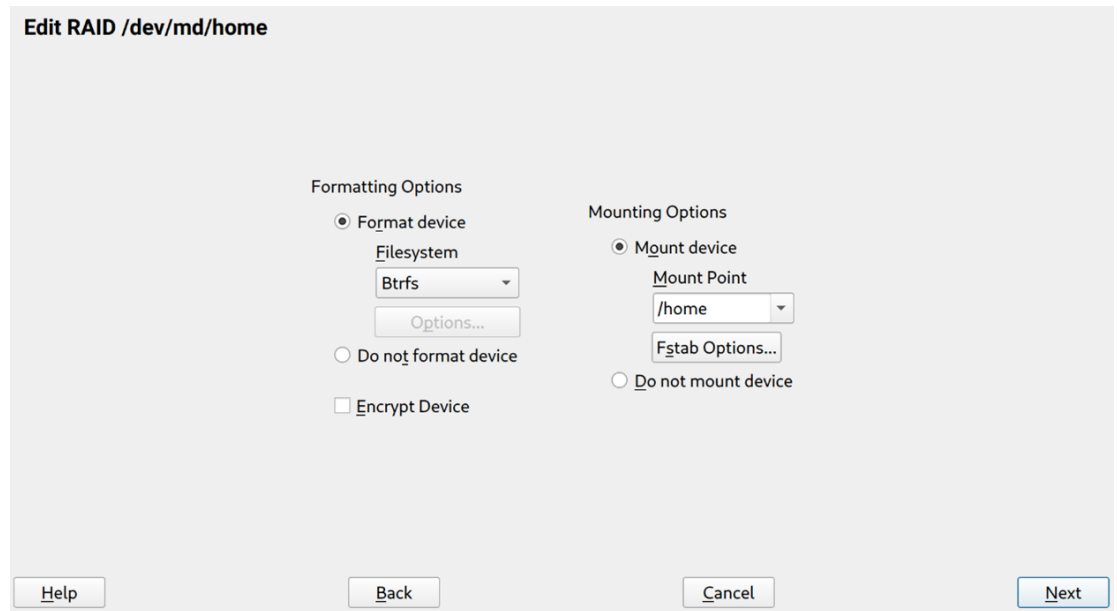 Edit RAID /dev/md/home
Formatting Options
Format device
Filesystem
Btrfs
Options...
Do not format device
Encrypt Device
Mounting Options
Mount device
Mount Point
/home
Fstab Options...
Do not mount device
Help
Back
Cancel
Next